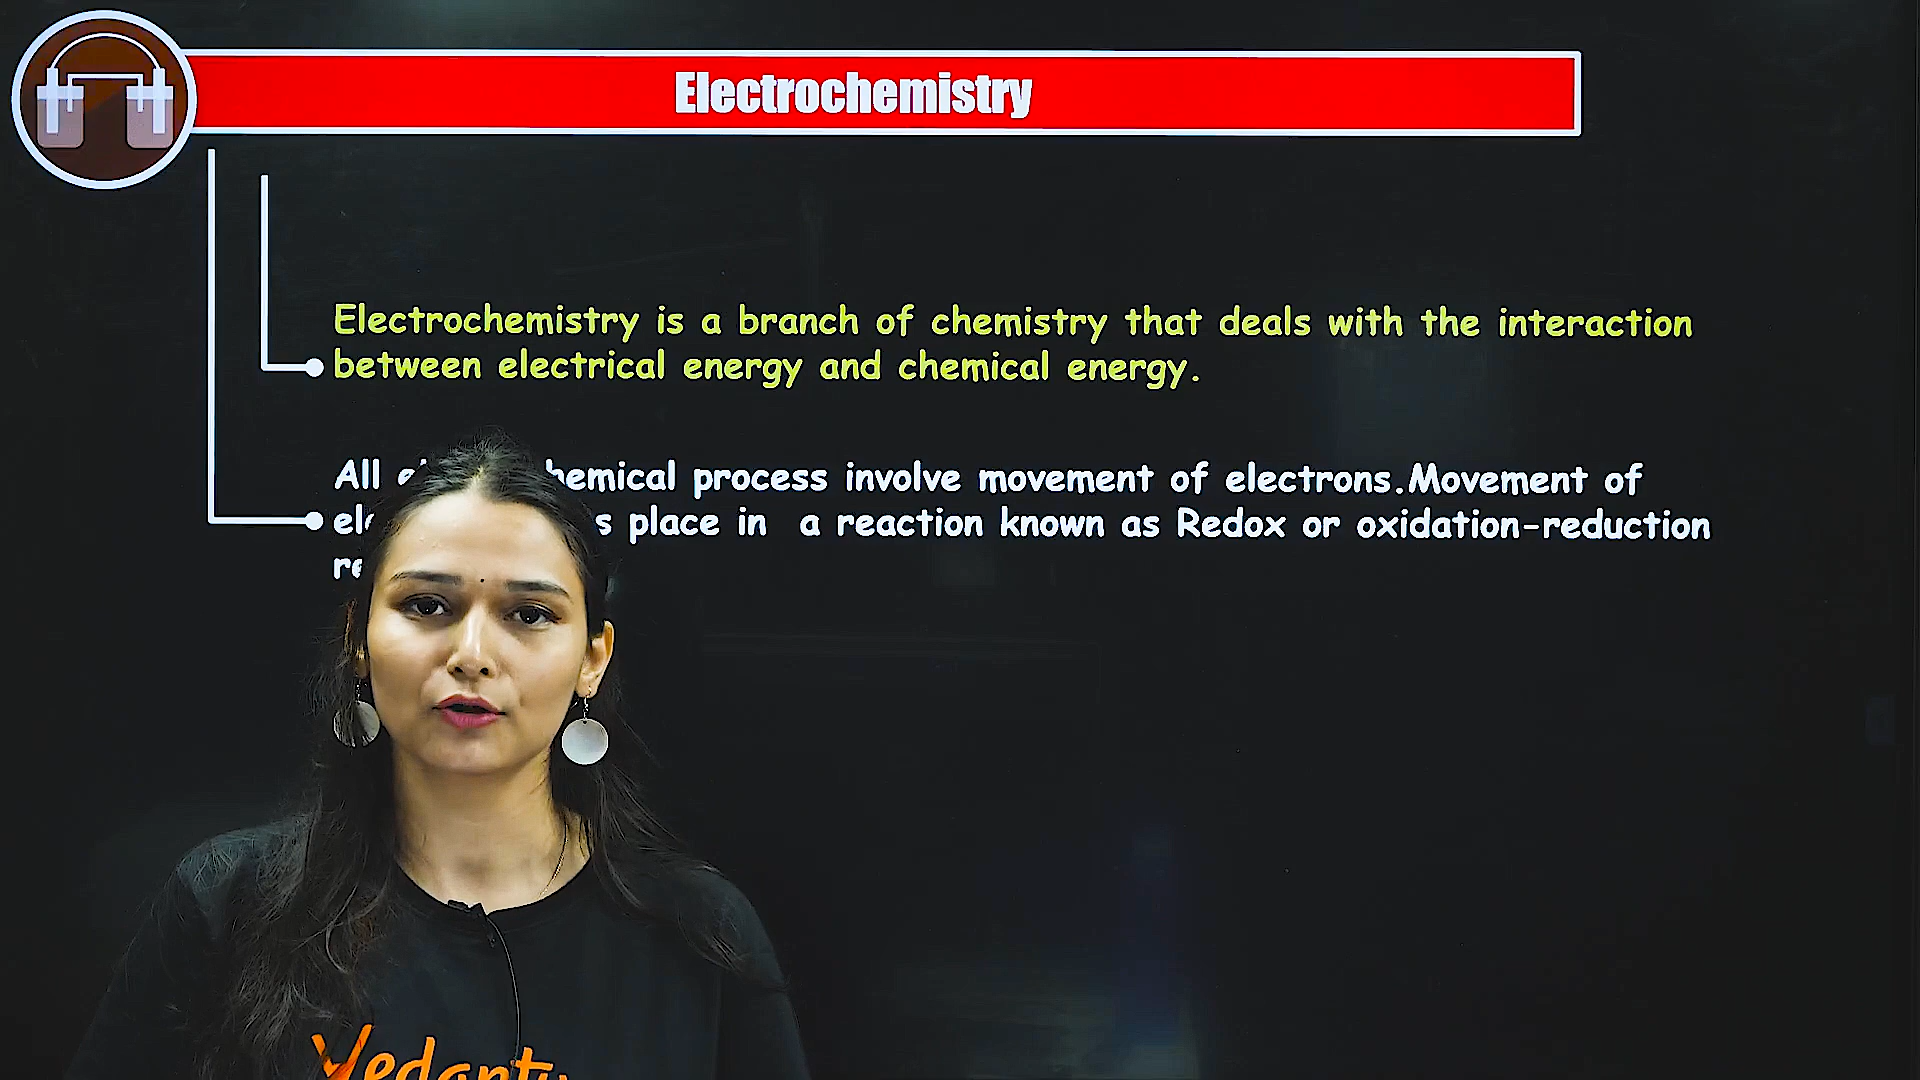 Electrochemistry
Electrochemistry is a branch of chemistry that deals with the interaction
between electrical energy and chemical energy.
All process involve movement of electrons.Movement of
place in a reaction known as Redox or oxidation-reduction